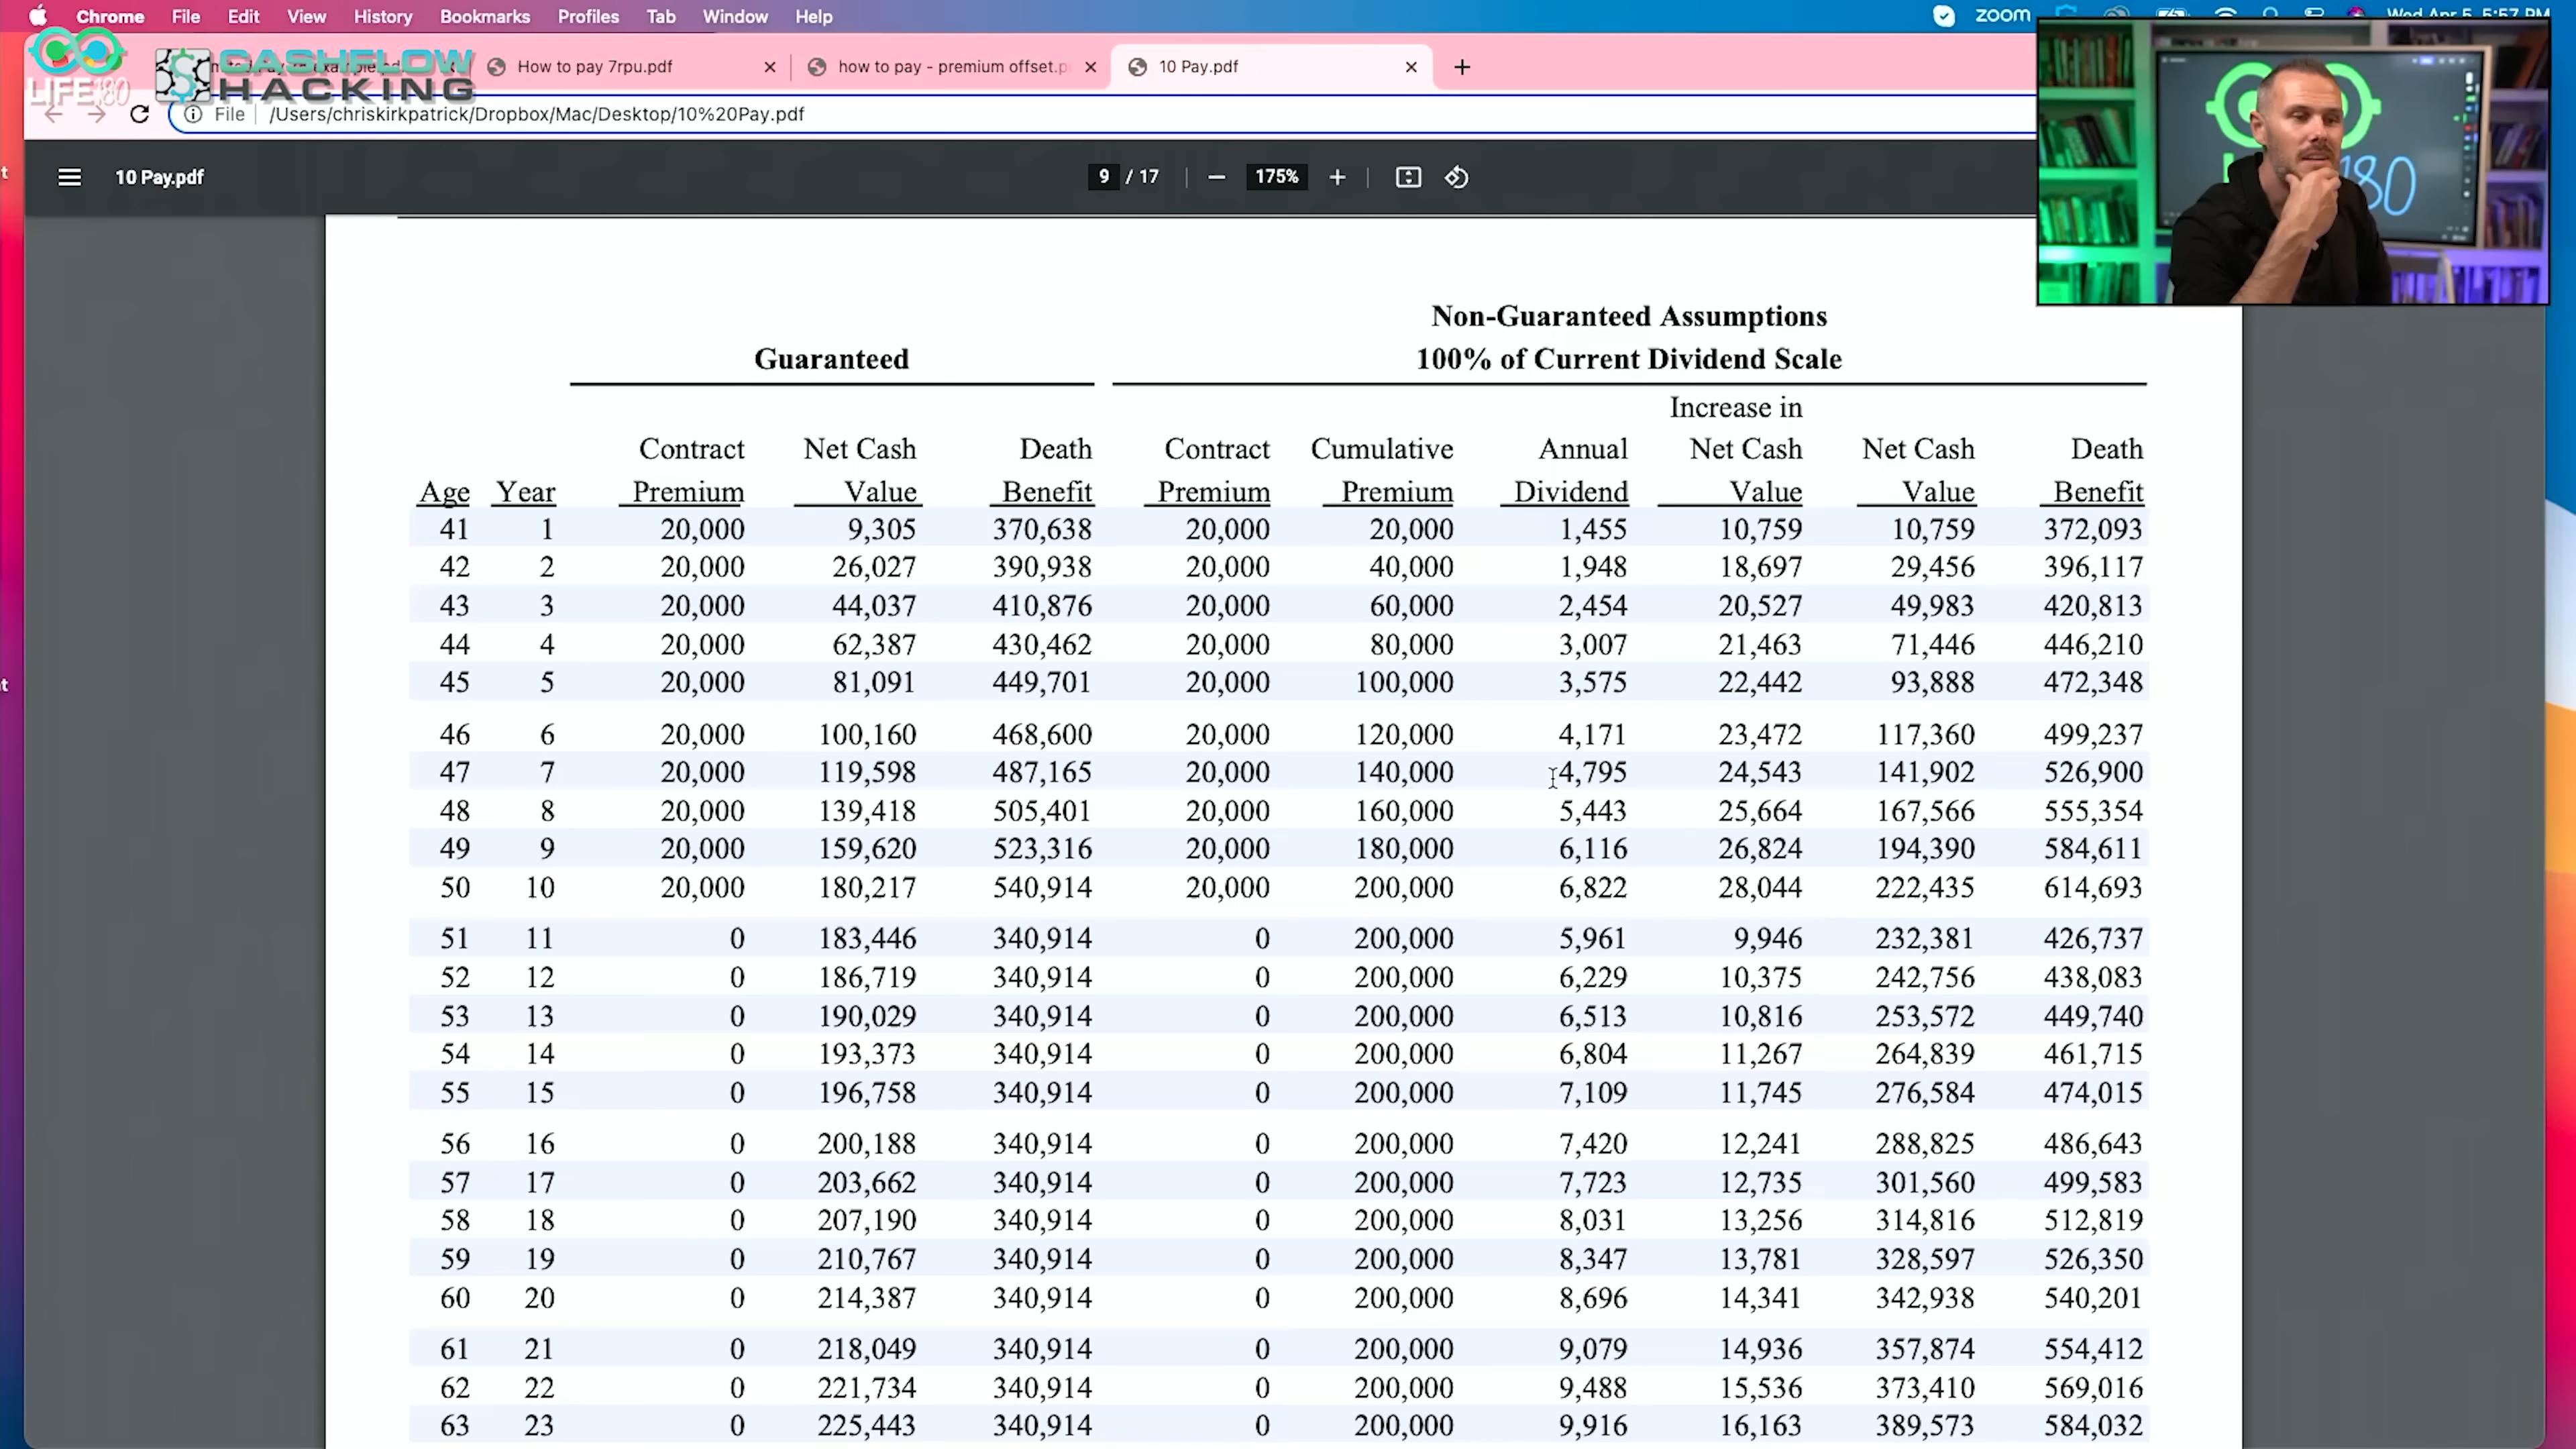 Chrome File Edit View History Bookmarks Profiles Tab Window Help zoom Wed Apr 5 5:57 PM
LIFE180 CASHFLOW HACKING
How to pay 7rpu.pdf how to pay - premium offset.p 10 Pay.pdf
File /Users/chriskirkpatrick/Dropbox/Mac/Desktop/10%20Pay.pdf
10 Pay.pdf 9 / 17 175%
180
Non-Guaranteed Assumptions
Guaranteed 100% of Current Dividend Scale
Increase in
Contract Net Cash Death Contract Cumulative Annual Net Cash Net Cash Death
Age Year Premium Value Benefit Premium Premium Dividend Value Value Benefit
41 1 20,000 9,305 370,638 20,000 20,000 1,455 10,759 10,759 372,093
42 2 20,000 26,027 390,938 20,000 40,000 1,948 18,697 29,456 396,117
43 3 20,000 44,037 410,876 20,000 60,000 2,454 20,527 49,983 420,813
44 4 20,000 62,387 430,462 20,000 80,000 3,007 21,463 71,446 446,210
45 5 20,000 81,091 449,701 20,000 100,000 3,575 22,442 93,888 472,348
46 6 20,000 100,160 468,600 20,000 120,000 4,171 23,472 117,360 499,237
47 7 20,000 119,598 487,165 20,000 140,000 4,795 24,543 141,902 526,900
48 8 20,000 139,418 505,401 20,000 160,000 5,443 25,664 167,566 555,354
49 9 20,000 159,620 523,316 20,000 180,000 6,116 26,824 194,390 584,611
50 10 20,000 180,217 540,914 20,000 200,000 6,822 28,044 222,435 614,693
51 11 0 183,446 340,914 0 200,000 5,961 9,946 232,381 426,737
52 12 0 186,719 340,914 0 200,000 6,229 10,375 242,756 438,083
53 13 0 190,029 340,914 0 200,000 6,513 10,816 253,572 449,740
54 14 0 193,373 340,914 0 200,000 6,804 11,267 264,839 461,715
55 15 0 196,758 340,914 0 200,000 7,109 11,745 276,584 474,015
56 16 0 200,188 340,914 0 200,000 7,420 12,241 288,825 486,643
57 17 0 203,662 340,914 0 200,000 7,723 12,735 301,560 499,583
58 18 0 207,190 340,914 0 200,000 8,031 13,256 314,816 512,819
59 19 0 210,767 340,914 0 200,000 8,347 13,781 328,597 526,350
60 20 0 214,387 340,914 0 200,000 8,696 14,341 342,938 540,201
61 21 0 218,049 340,914 0 200,000 9,079 14,936 357,874 554,412
62 22 0 221,734 340,914 0 200,000 9,488 15,536 373,410 569,016
63 23 0 225,443 340,914 0 200,000 9,916 16,163 389,573 584,032